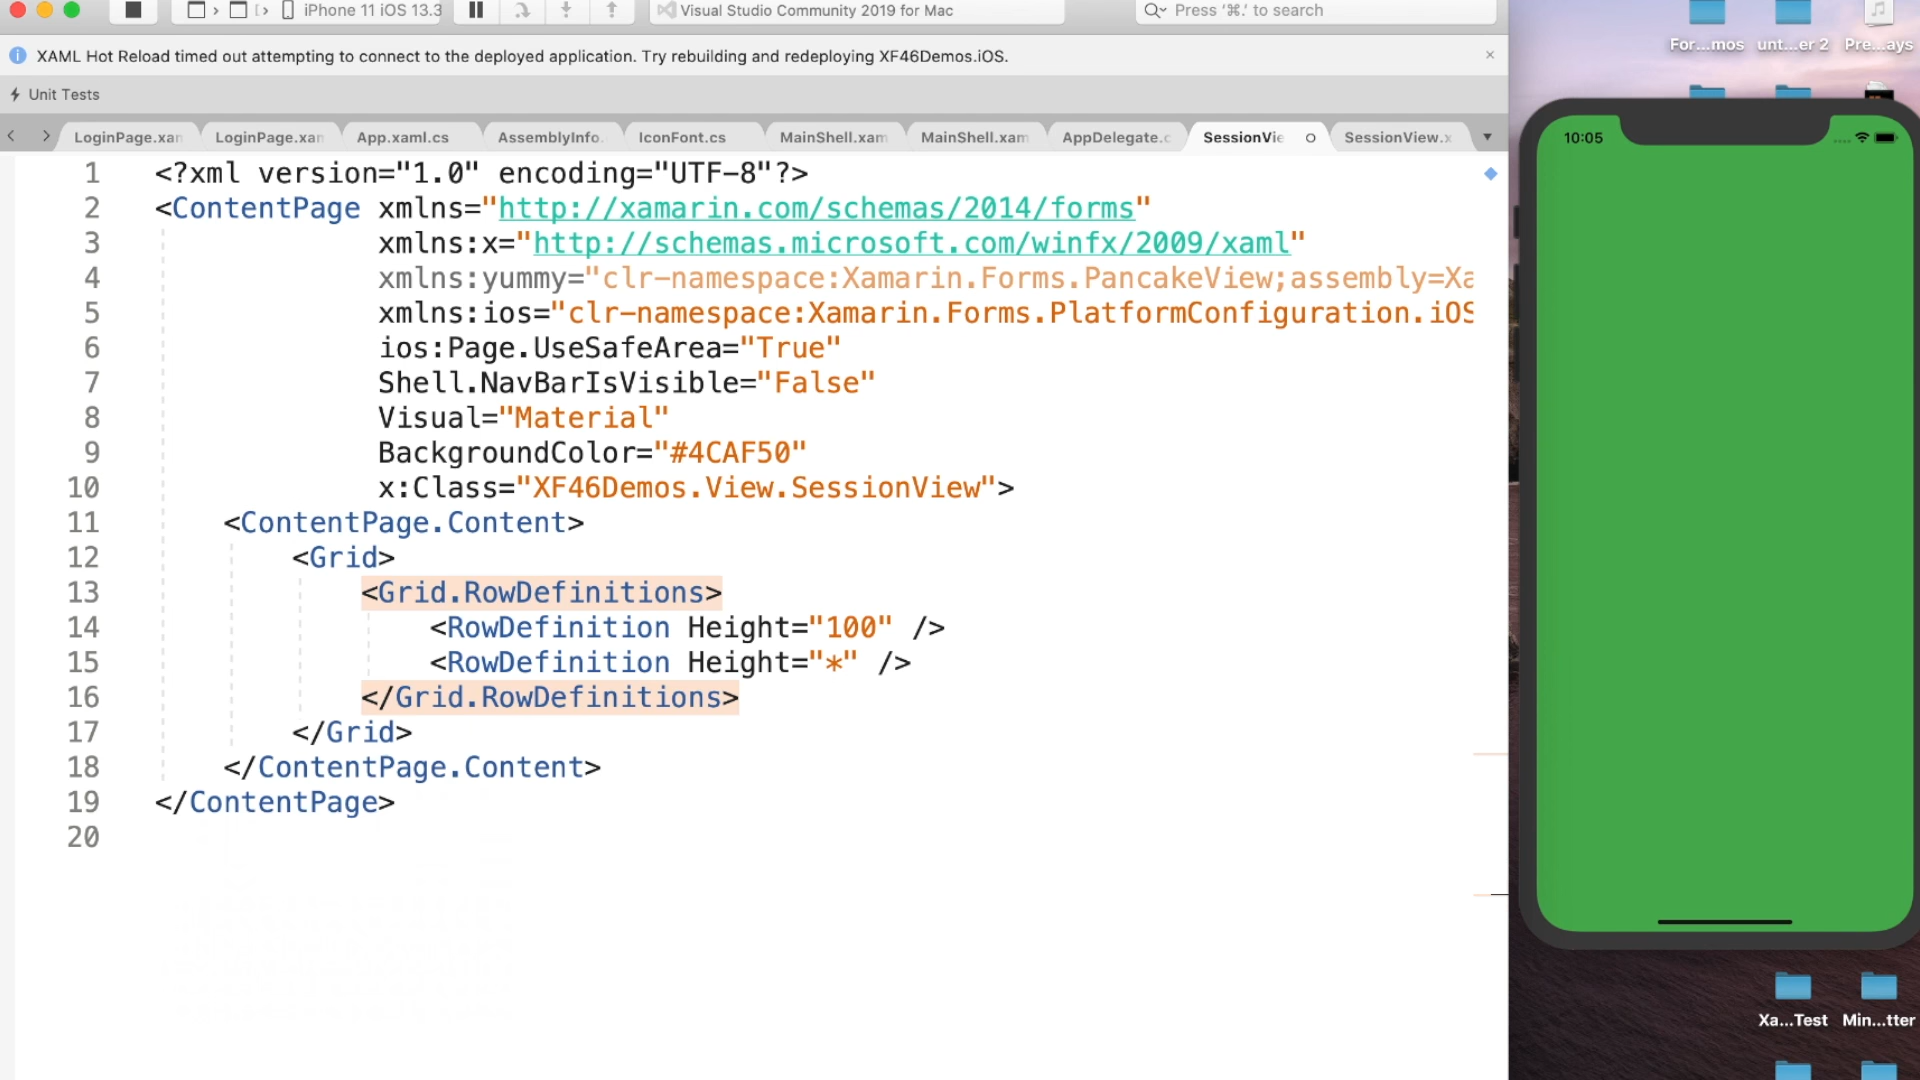 iPhone 11 iOS 13.3
Visual Studio Community 2019 for Mac
Press '⌘.' to search
XAML Hot Reload timed out attempting to connect to the deployed application. Try rebuilding and redeploying XF46Demos.iOS.
Unit Tests
LoginPage.xan
LoginPage.xan
App.xaml.cs
AssemblyInfo.
IconFont.cs
MainShell.xam
MainShell.xam
AppDelegate.c
SessionVie
SessionView.x
1 <?xml version="1.0" encoding="UTF-8"?>
2 <ContentPage xmlns="http://xamarin.com/schemas/2014/forms"
3 xmlns:x="http://schemas.microsoft.com/winfx/2009/xaml"
4 xmlns:yummy="clr-namespace:Xamarin.Forms.PancakeView;assembly=Xa
5 xmlns:ios="clr-namespace:Xamarin.Forms.PlatformConfiguration.iOS
6 ios:Page.UseSafeArea="True"
7 Shell.NavBarIsVisible="False"
8 Visual="Material"
9 BackgroundColor="#4CAF50"
10 x:Class="XF46Demos.View.SessionView">
11 <ContentPage.Content>
12 <Grid>
13 <Grid.RowDefinitions>
14 <RowDefinition Height="100" />
15 <RowDefinition Height="*" />
16 </Grid.RowDefinitions>
17 </Grid>
18 </ContentPage.Content>
19 </ContentPage>
20
For...mos
unt...er 2
Pre...ays
10:05
Xa...Test
Min...tter